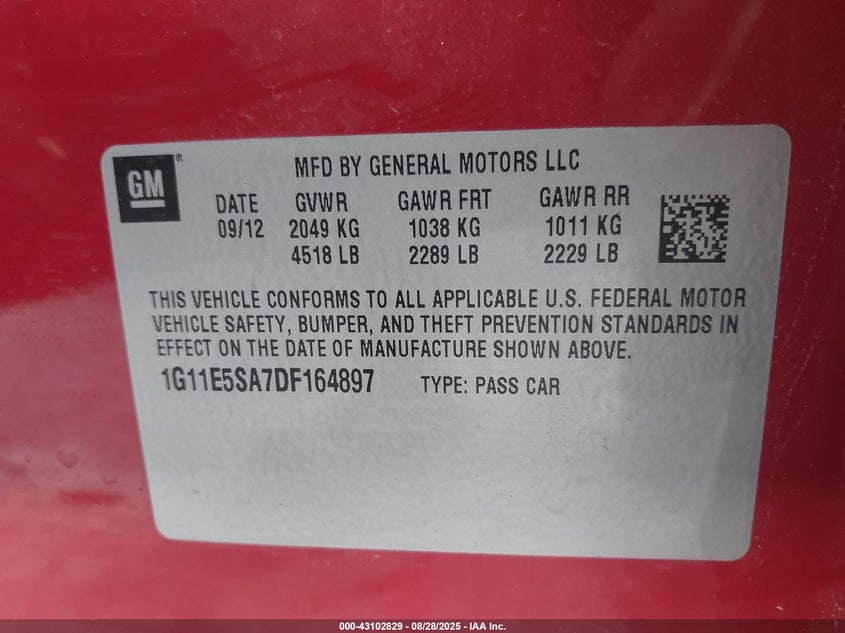 GM®
MFD BY GENERAL MOTORS LLC
DATE GVWR GAWR FRT GAWR RR
09/12 2049 KG 1038 KG 1011 KG
4518 LB 2289 LB 2229 LB
THIS VEHICLE CONFORMS TO ALL APPLICABLE U.S. FEDERAL MOTOR
VEHICLE SAFETY, BUMPER, AND THEFT PREVENTION STANDARDS IN
EFFECT ON THE DATE OF MANUFACTURE SHOWN ABOVE.
1G11E5SA7DF164897 TYPE: PASS CAR
000-43102829 - 08/28/2025 - IAA Inc.